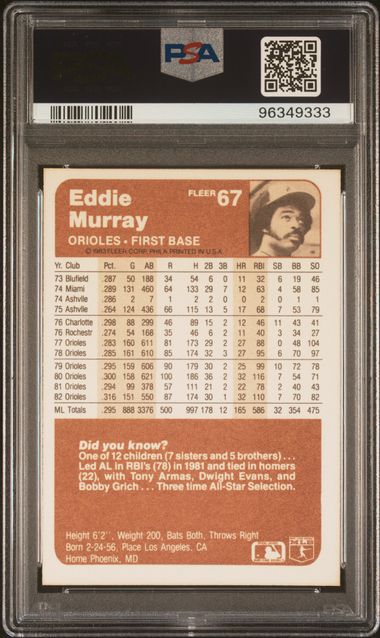 PSA
96349333
Eddie
Murray
FLEER 67
ORIOLES • FIRST BASE
© 1983 FLEER CORP. PHILA. PRINTED IN U.S.A.
Yr. Club Pct. G AB R H 2B 3B HR RBI SB BB SO
73 Blufield .287 50 188 34 54 6 0 11 32 6 19 46
74 Miami .289 131 460 64 133 29 7 12 63 4 58 85
74 Ashvlle .286 2 7 1 2 2 0 0 2 0 1 1
75 Ashvlle .264 124 436 66 115 13 5 17 68 7 53 79
76 Charlotte .298 88 299 46 89 15 2 12 46 11 43 41
76 Rochestr .274 54 168 35 46 6 2 11 40 3 34 27
77 Orioles .283 160 611 81 173 29 2 27 88 0 48 104
78 Orioles .285 161 610 85 174 32 3 27 95 6 70 97
79 Orioles .295 159 606 90 179 30 2 25 99 10 72 78
80 Orioles .300 158 621 100 186 36 2 32 116 7 54 71
81 Orioles .294 99 378 57 111 21 2 22 78 2 40 43
82 Orioles .316 151 550 87 174 30 1 32 110 7 70 82
ML Totals .295 888 3376 500 997 178 12 165 586 32 354 475
Did you know?
One of 12 children (7 sisters and 5 brothers) . . .
Led AL in RBI's (78) in 1981 and tied in homers
(22), with Tony Armas, Dwight Evans, and
Bobby Grich . . . Three time All-Star Selection.
Height 6'2", Weight 200, Bats Both, Throws Right
Born 2-24-56, Place Los Angeles, CA
Home Phoenix, MD